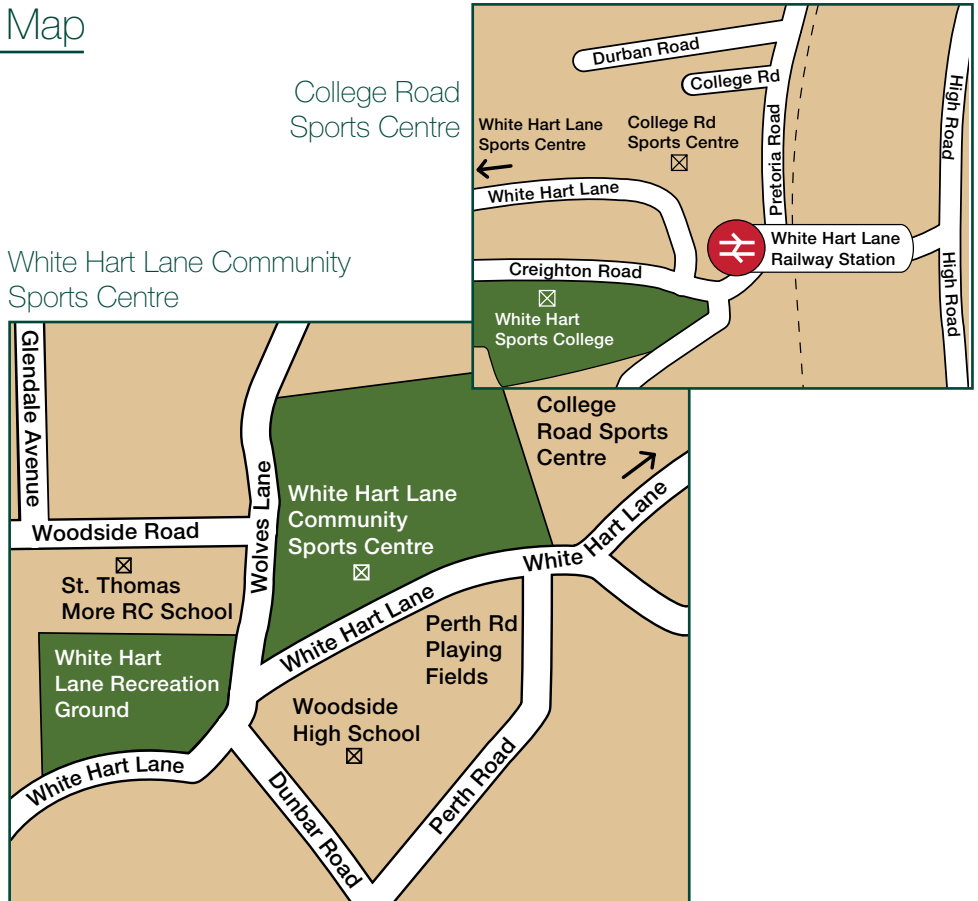 Map
College Road
Sports Centre
Durban Road
College Rd
White Hart Lane
Sports Centre
College Rd
Sports Centre
Pretoria Road
High Road
White Hart Lane
White Hart Lane
Railway Station
Creighton Road
High Road
White Hart
Sports College
White Hart Lane Community
Sports Centre
Glendale Avenue
College
Road Sports
Centre
White Hart Lane
Community
Sports Centre
Wolves Lane
Woodside Road
White Hart Lane
St. Thomas
More RC School
White Hart Lane
Perth Rd
Playing
Fields
White Hart
Lane Recreation
Ground
Woodside
High School
White Hart Lane
Dunbar Road
Perth Road